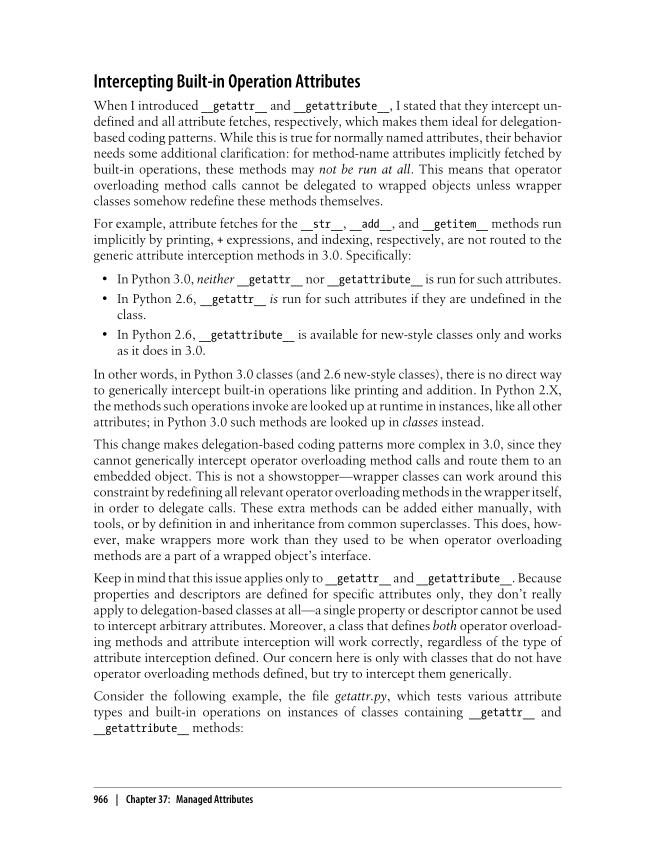 Intercepting Built-in Operation Attributes
When I introduced __getattr__ and __getattribute__, I stated that they intercept un-
defined and all attribute fetches, respectively, which makes them ideal for delegation-
based coding patterns. While this is true for normally named attributes, their behavior
needs some additional clarification: for method-name attributes implicitly fetched by
built-in operations, these methods may not be run at all. This means that operator
overloading method calls cannot be delegated to wrapped objects unless wrapper
classes somehow redefine these methods themselves.
For example, attribute fetches for the __str__, __add__, and __getitem__ methods run
implicitly by printing, + expressions, and indexing, respectively, are not routed to the
generic attribute interception methods in 3.0. Specifically:
• In Python 3.0, neither __getattr__ nor __getattribute__ is run for such attributes.
• In Python 2.6, __getattr__ is run for such attributes if they are undefined in the
class.
• In Python 2.6, __getattribute__ is available for new-style classes only and works
as it does in 3.0.
In other words, in Python 3.0 classes (and 2.6 new-style classes), there is no direct way
to generically intercept built-in operations like printing and addition. In Python 2.X,
the methods such operations invoke are looked up at runtime in instances, like all other
attributes; in Python 3.0 such methods are looked up in classes instead.
This change makes delegation-based coding patterns more complex in 3.0, since they
cannot generically intercept operator overloading method calls and route them to an
embedded object. This is not a showstopper—wrapper classes can work around this
constraint by redefining all relevant operator overloading methods in the wrapper itself,
in order to delegate calls. These extra methods can be added either manually, with
tools, or by definition in and inheritance from common superclasses. This does, how-
ever, make wrappers more work than they used to be when operator overloading
methods are a part of a wrapped object's interface.
Keep in mind that this issue applies only to __getattr__ and __getattribute__. Because
properties and descriptors are defined for specific attributes only, they don't really
apply to delegation-based classes at all—a single property or descriptor cannot be used
to intercept arbitrary attributes. Moreover, a class that defines both operator overload-
ing methods and attribute interception will work correctly, regardless of the type of
attribute interception defined. Our concern here is only with classes that do not have
operator overloading methods defined, but try to intercept them generically.
Consider the following example, the file getattr.py, which tests various attribute
types and built-in operations on instances of classes containing __getattr__ and
__getattribute__ methods:
966 | Chapter 37: Managed Attributes